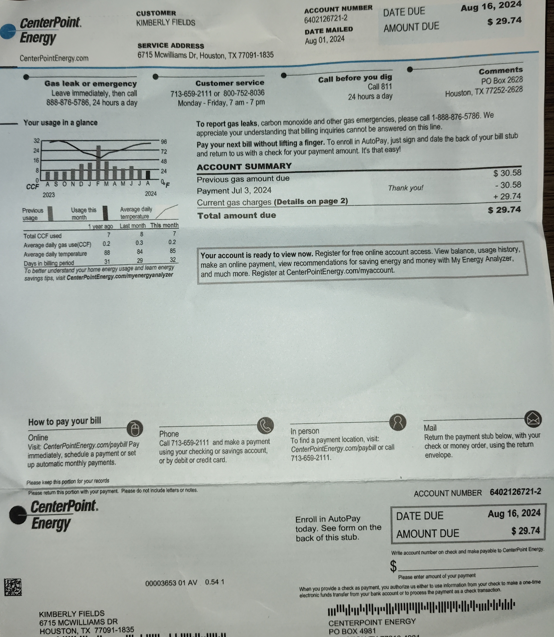 CenterPoint.
Energy
CenterPointEnergy.com
CUSTOMER
KIMBERLY FIELDS
SERVICE ADDRESS
6715 Mcwilliams Dr, Houston, TX 77091-1835
ACCOUNT NUMBER
6402126721-2
DATE MAILED
Aug 01, 2024
DATE DUE Aug 16, 2024
AMOUNT DUE $ 29.74
Gas leak or emergency
Leave immediately, then call
888-876-5786, 24 hours a day
Customer service
713-659-2111 or 800-752-8036
Monday - Friday, 7 am - 7 pm
Call before you dig
Call 811
24 hours a day
Comments
PO Box 2628
Houston, TX 77252-2628
Your usage in a glance
32 96
24 72
16 48
8 24
0 0
CCF A S O N D J F M A M J J A °F
2023 2024
Previous usage
Usage this month
Average daily temperature
1 year ago Last month This month
Total CCF used 7 8 7
Average daily gas use(CCF) 0.2 0.3 0.2
Average daily temperature 88 84 85
Days in billing period 31 29 32
To better understand your home energy usage and learn energy
savings tips, visit CenterPointEnergy.com/myenergyanalyzer
To report gas leaks, carbon monoxide and other gas emergencies, please call 1-888-876-5786. We
appreciate your understanding that billing inquiries cannot be answered on this line.
Pay your next bill without lifting a finger. To enroll in AutoPay, just sign and date the back of your bill stub
and return to us with a check for your payment amount. It's that easy!
ACCOUNT SUMMARY
Previous gas amount due $ 30.58
Payment Jul 3, 2024 Thank you! - 30.58
Current gas charges (Details on page 2) + 29.74
Total amount due $ 29.74
Your account is ready to view now. Register for free online account access. View balance, usage history,
make an online payment, view recommendations for saving energy and money with My Energy Analyzer,
and much more. Register at CenterPointEnergy.com/myaccount.
How to pay your bill
Online
Visit: CenterPointEnergy.com/paybill Pay
immediately, schedule a payment or set
up automatic monthly payments.
Phone
Call 713-659-2111 and make a payment
using your checking or savings account,
or by debit or credit card.
In person
To find a payment location, visit:
CenterPointEnergy.com/paybill or call
713-659-2111.
Mail
Return the payment stub below, with your
check or money order, using the return
envelope.
Please keep this portion for your records
Please return this portion with your payment. Please do not include letters or notes.
CenterPoint.
Energy
Enroll in AutoPay
today. See form on the
back of this stub.
ACCOUNT NUMBER 6402126721-2
DATE DUE Aug 16, 2024
AMOUNT DUE $ 29.74
Write account number on check and make payable to CenterPoint Energy
$
Please enter amount of your payment
When you provide a check as payment, you authorize us either to use information from your check to make a one-time
electronic funds transfer from your bank account or to process the payment as a check transaction.
00003653 01 AV 0.54 1
KIMBERLY FIELDS
6715 MCWILLIAMS DR
HOUSTON, TX 77091-1835
CENTERPOINT ENERGY
PO BOX 4981